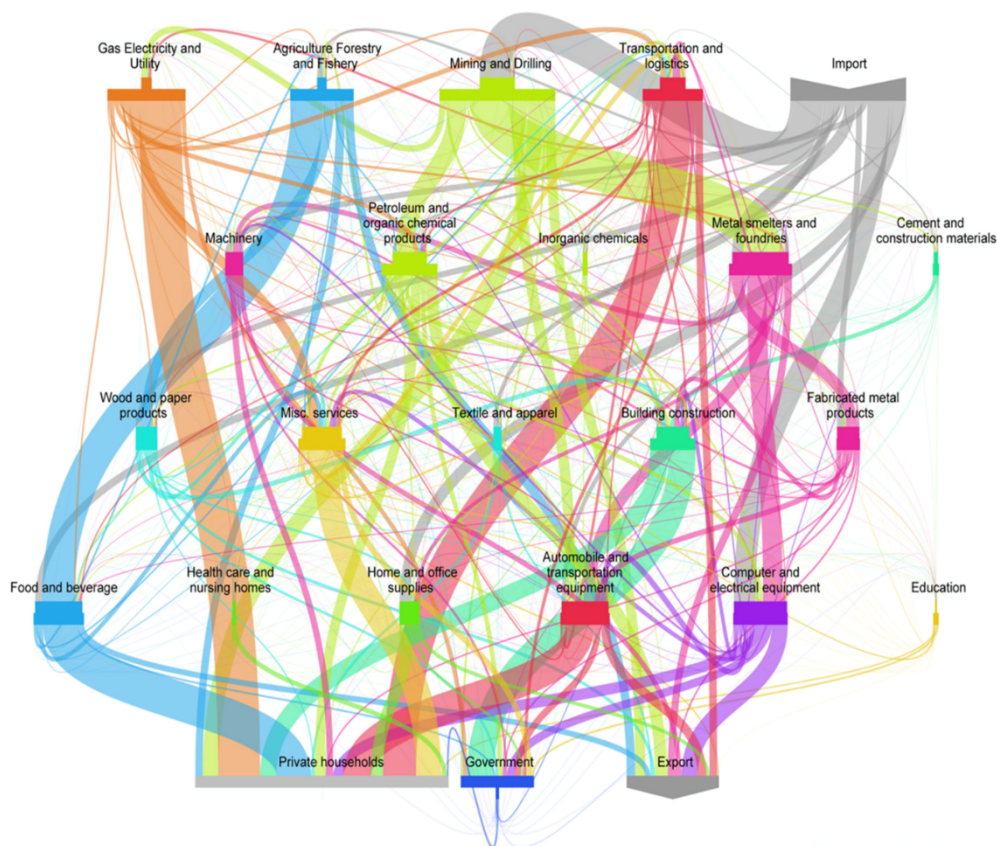 Gas Electricity and
Utility
Agriculture Forestry
and Fishery
Mining and Drilling
Transportation and
logistics
Import
Machinery
Petroleum and
organic chemical
products
Inorganic chemicals
Metal smelters and
foundries
Cement and
construction materials
Wood and paper
products
Misc. services
Textile and apparel
Building construction
Fabricated metal
products
Food and beverage
Health care and
nursing homes
Home and office
supplies
Automobile and
transportation
equipment
Computer and
electrical equipment
Education
Private households
Government
Export